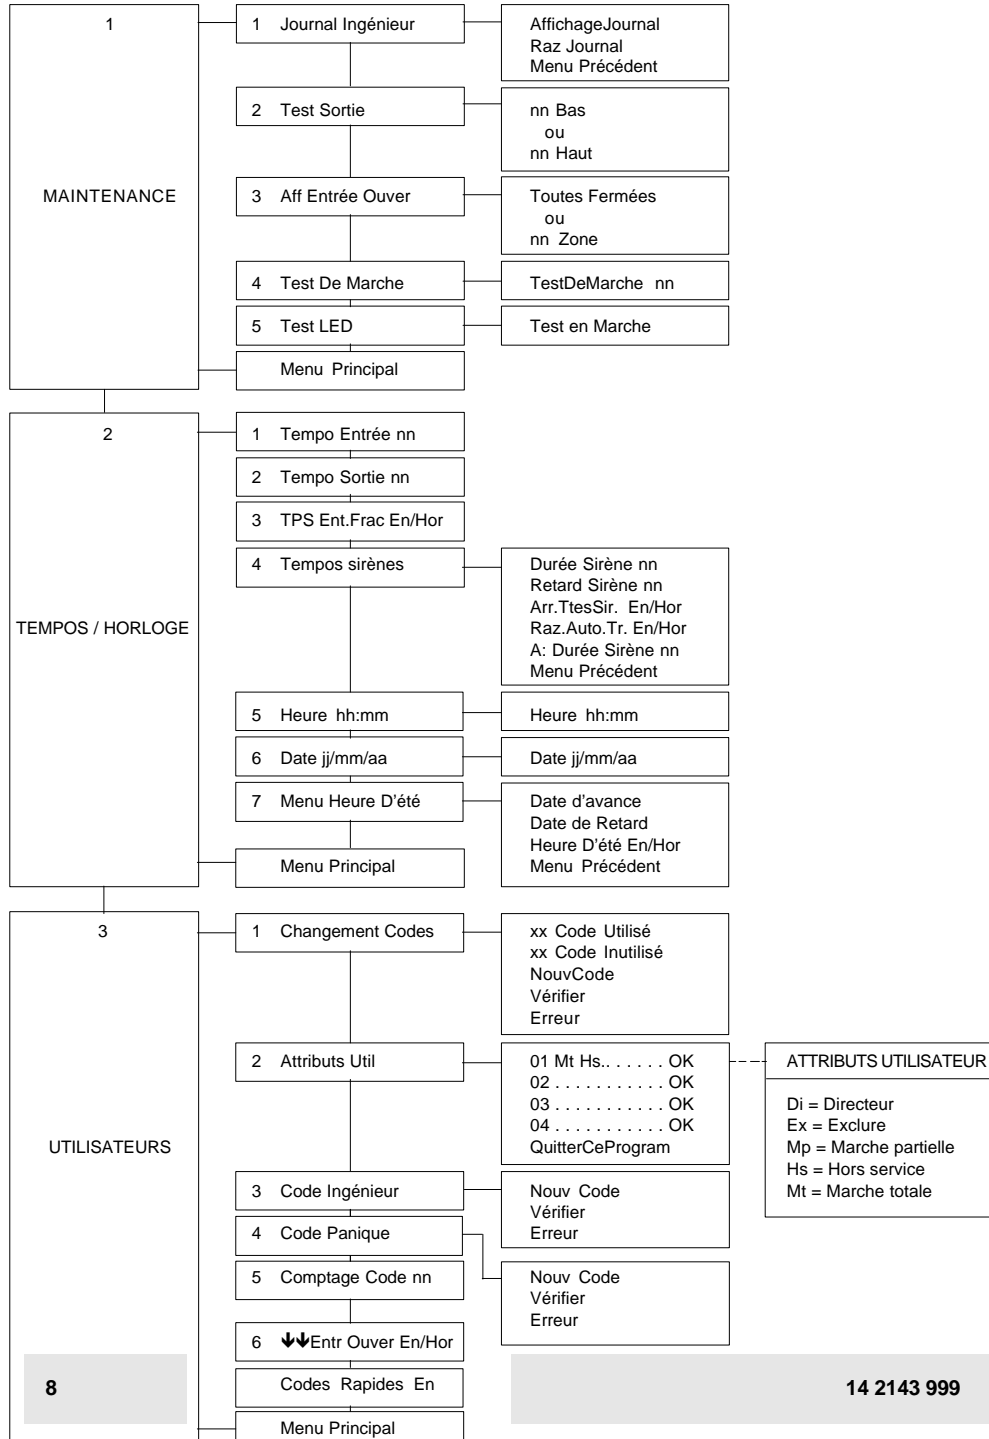 1
MAINTENANCE
1 Journal Ingénieur
AffichageJournal
Raz Journal
Menu Précédent
2 Test Sortie
nn Bas
ou
nn Haut
3 Aff Entrée Ouver
Toutes Fermées
ou
nn Zone
4 Test De Marche
TestDeMarche nn
5 Test LED
Test en Marche
Menu Principal
2
TEMPOS / HORLOGE
1 Tempo Entrée nn
2 Tempo Sortie nn
3 TPS Ent.Frac En/Hor
4 Tempos sirènes
Durée Sirène nn
Retard Sirène nn
Arr.TtesSir. En/Hor
Raz.Auto.Tr. En/Hor
A: Durée Sirène nn
Menu Précédent
5 Heure hh:mm
Heure hh:mm
6 Date jj/mm/aa
Date jj/mm/aa
7 Menu Heure D'été
Date d'avance
Date de Retard
Heure D'été En/Hor
Menu Précédent
Menu Principal
3
UTILISATEURS
1 Changement Codes
xx Code Utilisé
xx Code Inutilisé
NouvCode
Vérifier
Erreur
2 Attributs Util
01 Mt Hs.. . . . . . OK
02 . . . . . . . . . . . OK
03 . . . . . . . . . . . OK
04 . . . . . . . . . . . OK
QuitterCeProgram
ATTRIBUTS UTILISATEUR
Di = Directeur
Ex = Exclure
Mp = Marche partielle
Hs = Hors service
Mt = Marche totale
3 Code Ingénieur
Nouv Code
Vérifier
Erreur
4 Code Panique
Nouv Code
Vérifier
Erreur
5 Comptage Code nn
6 🡻🡻Entr Ouver En/Hor
Codes Rapides En
Menu Principal
8
14 2143 999